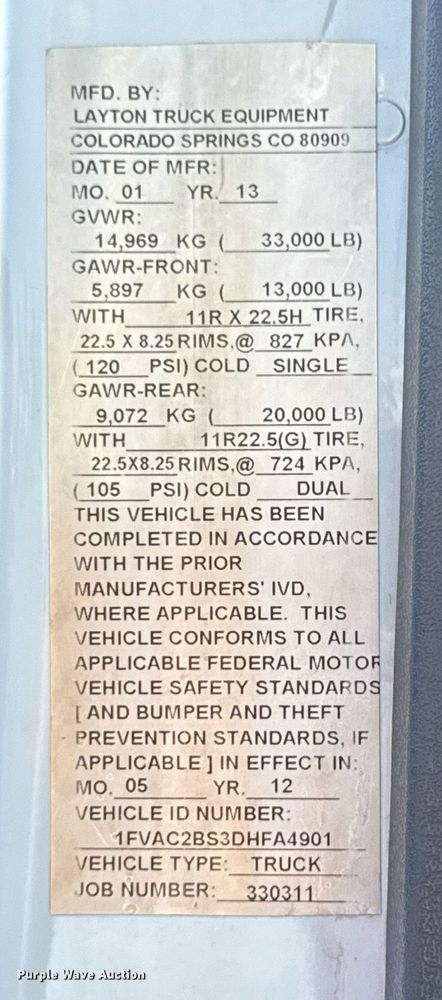 MFD. BY:
LAYTON TRUCK EQUIPMENT
COLORADO SPRINGS CO 80909
DATE OF MFR:
MO. 01 YR. 13
GVWR:
14,969 KG ( 33,000 LB)
GAWR-FRONT:
5,897 KG ( 13,000 LB)
WITH 11R X 22.5H TIRE,
22.5 X 8.25 RIMS,@ 827 KPA,
( 120 PSI) COLD SINGLE
GAWR-REAR:
9,072 KG ( 20,000 LB)
WITH 11R22.5(G) TIRE,
22.5X8.25 RIMS,@ 724 KPA,
( 105 PSI) COLD DUAL
THIS VEHICLE HAS BEEN
COMPLETED IN ACCORDANCE
WITH THE PRIOR
MANUFACTURERS' IVD,
WHERE APPLICABLE. THIS
VEHICLE CONFORMS TO ALL
APPLICABLE FEDERAL MOTOR
VEHICLE SAFETY STANDARDS
[ AND BUMPER AND THEFT
PREVENTION STANDARDS, IF
APPLICABLE ] IN EFFECT IN:
MO. 05 YR. 12
VEHICLE ID NUMBER:
1FVAC2BS3DHFA4901
VEHICLE TYPE: TRUCK
JOB NUMBER: 330311
Purple Wave Auction